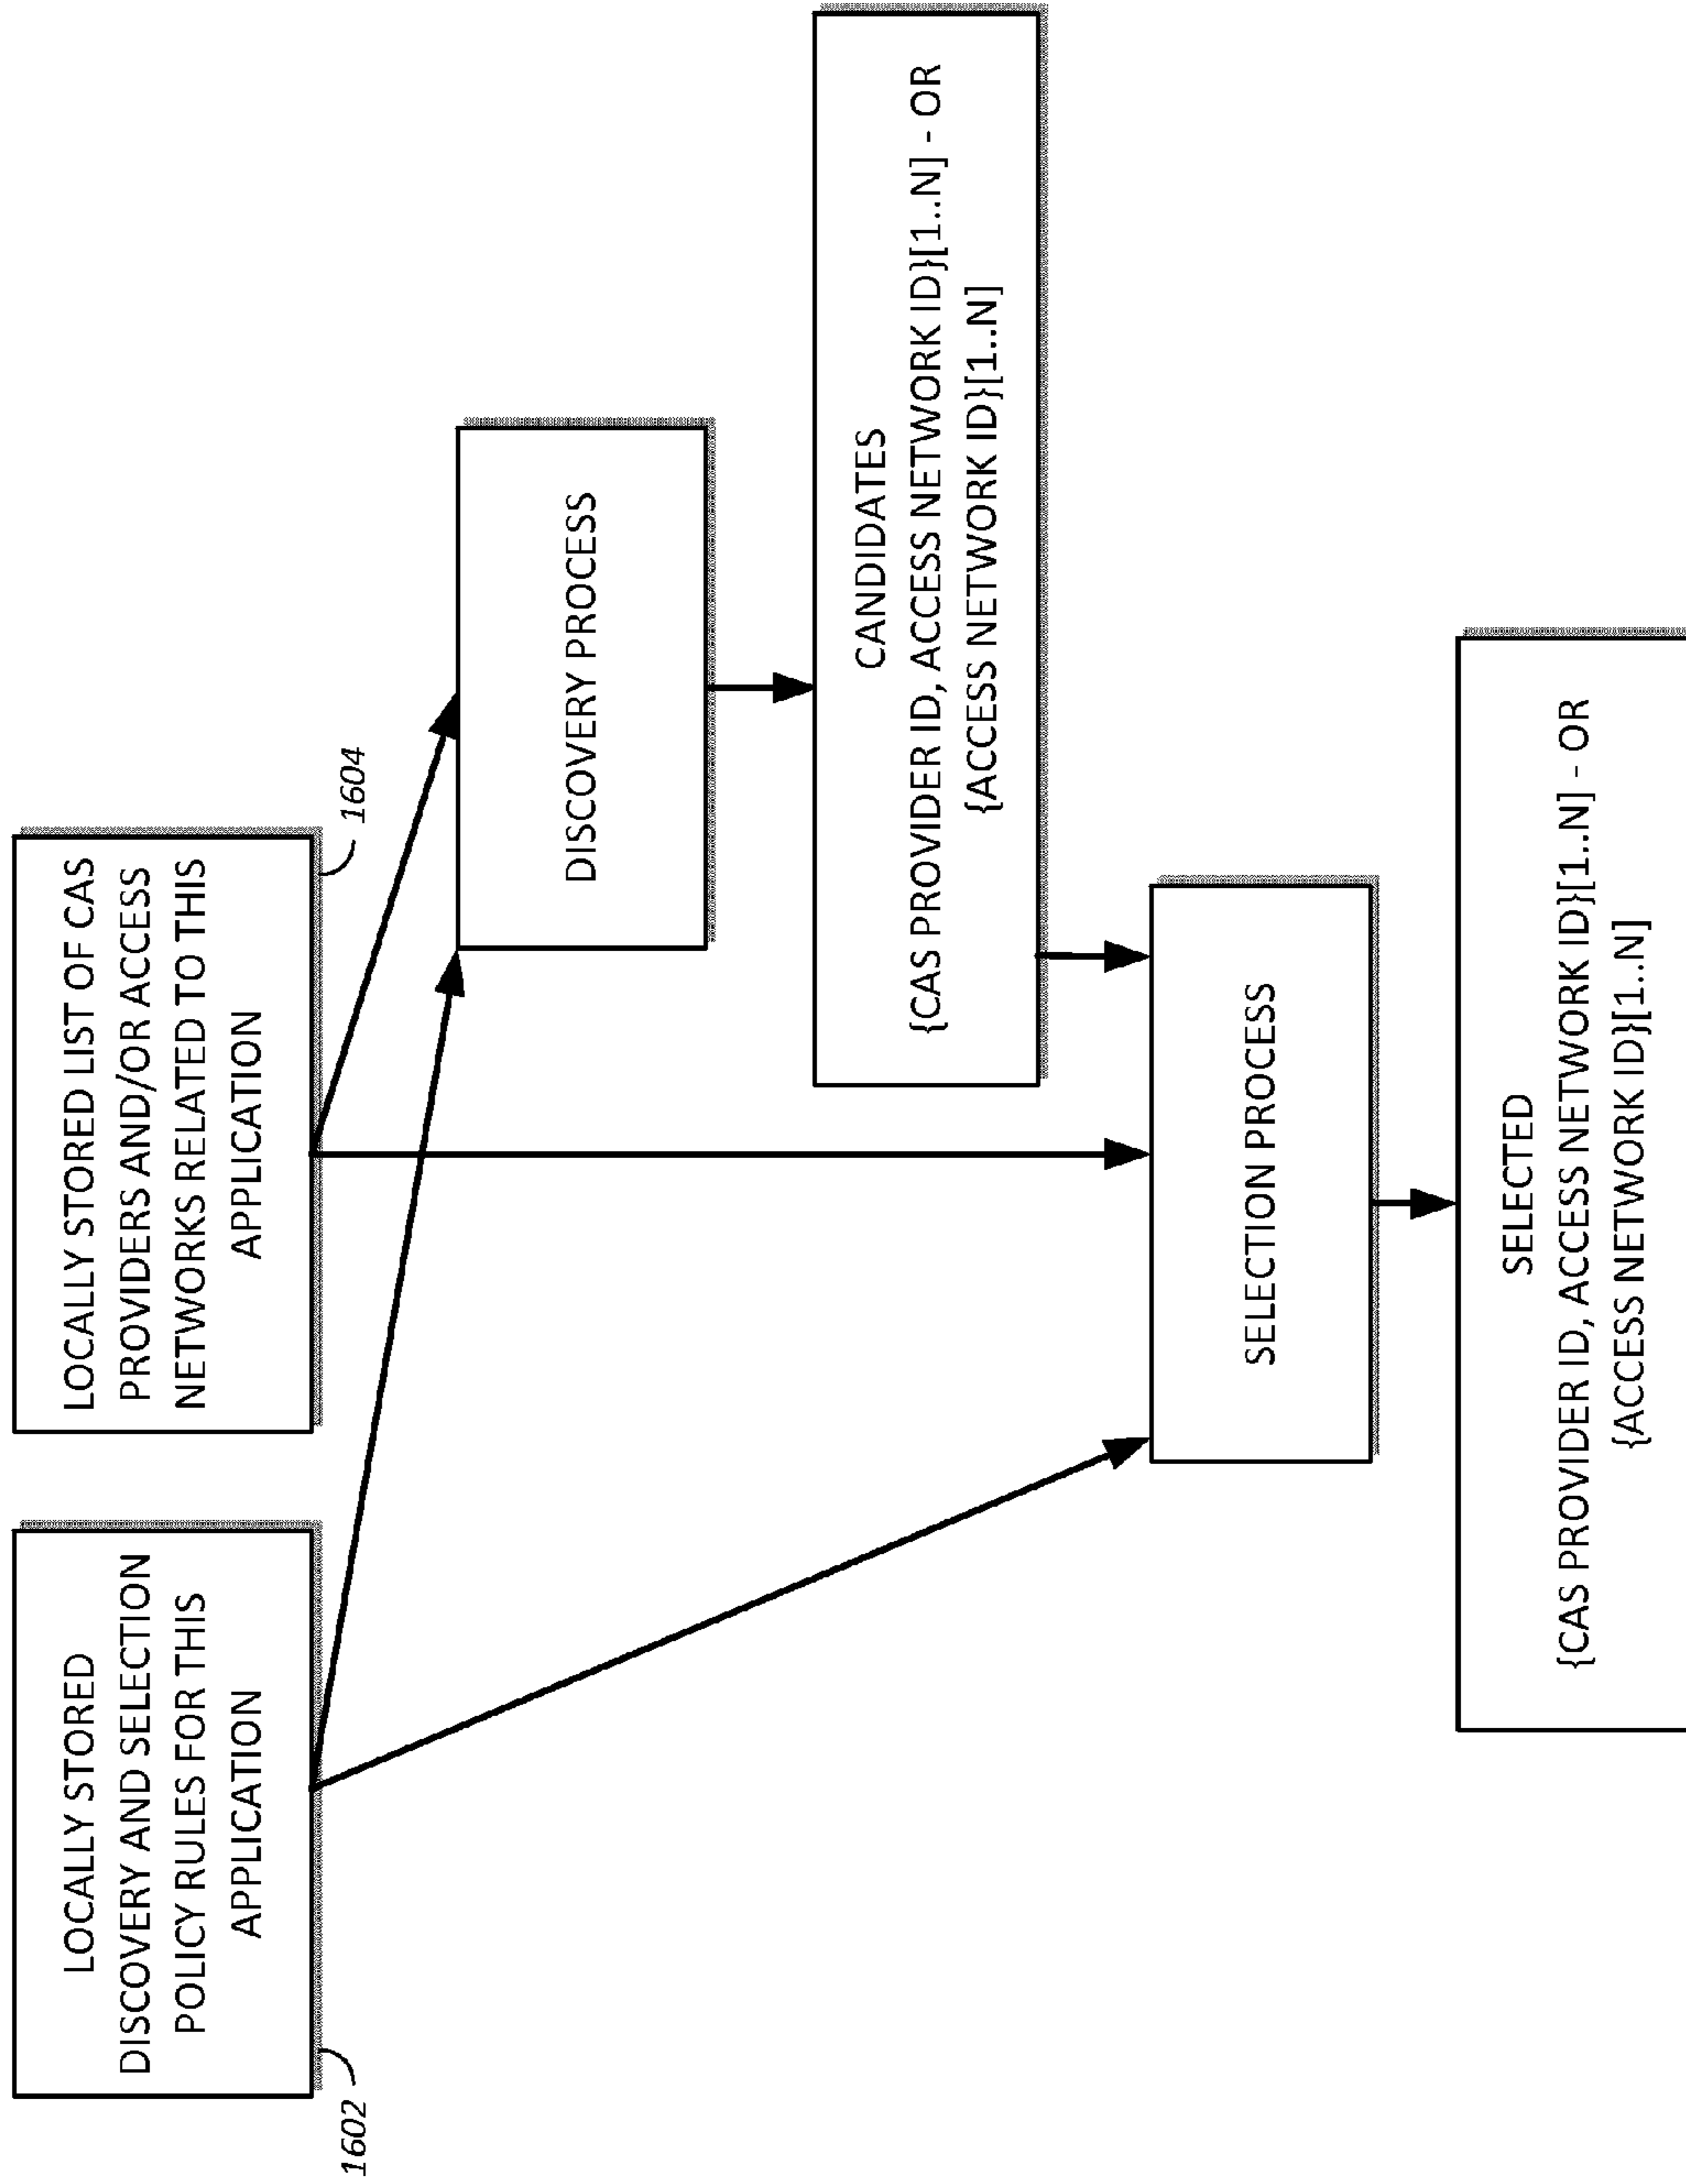 LOCALLY STORED
DISCOVERY AND SELECTION
POLICY RULES FOR THIS
APPLICATION
1602
LOCALLY STORED LIST OF CAS
PROVIDERS AND/OR ACCESS
NETWORKS RELATED TO THIS
APPLICATION
1604
DISCOVERY PROCESS
CANDIDATES
{CAS PROVIDER ID, ACCESS NETWORK ID}[1..N] - OR
{ACCESS NETWORK ID}[1..N]
SELECTION PROCESS
SELECTED
{CAS PROVIDER ID, ACCESS NETWORK ID}[1..N] - OR
{ACCESS NETWORK ID}[1..N]